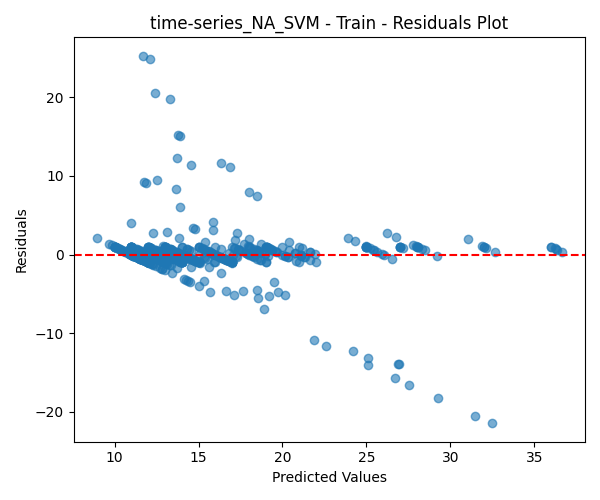 time-series_NA_SVM - Train - Residuals Plot
Residuals
20
10
0
−10
−20
10 15 20 25 30 35
Predicted Values